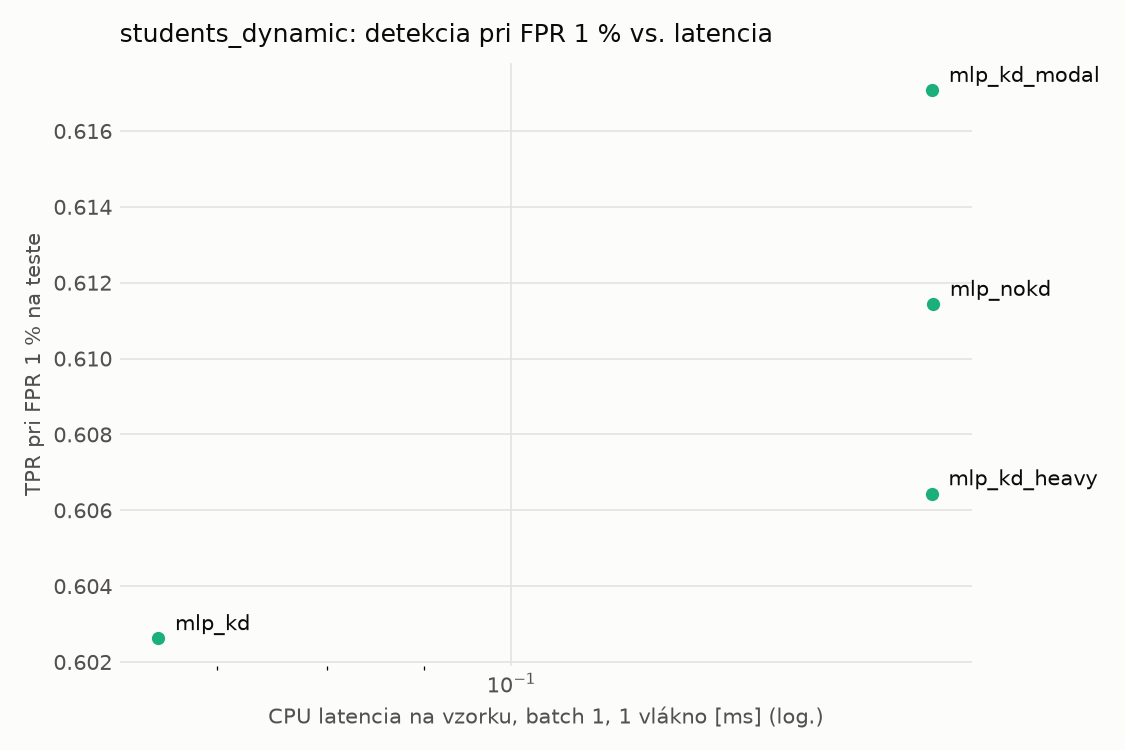 students_dynamic: detekcia pri FPR 1 % vs. latencia
mlp_kd_modal
0.616
0.614
0.612
mlp_nokd
0.610
0.608
mlp_kd_heavy
0.606
0.604
mlp_kd
0.602
TPR pri FPR 1 % na teste
10⁻¹
CPU latencia na vzorku, batch 1, 1 vlákno [ms] (log.)